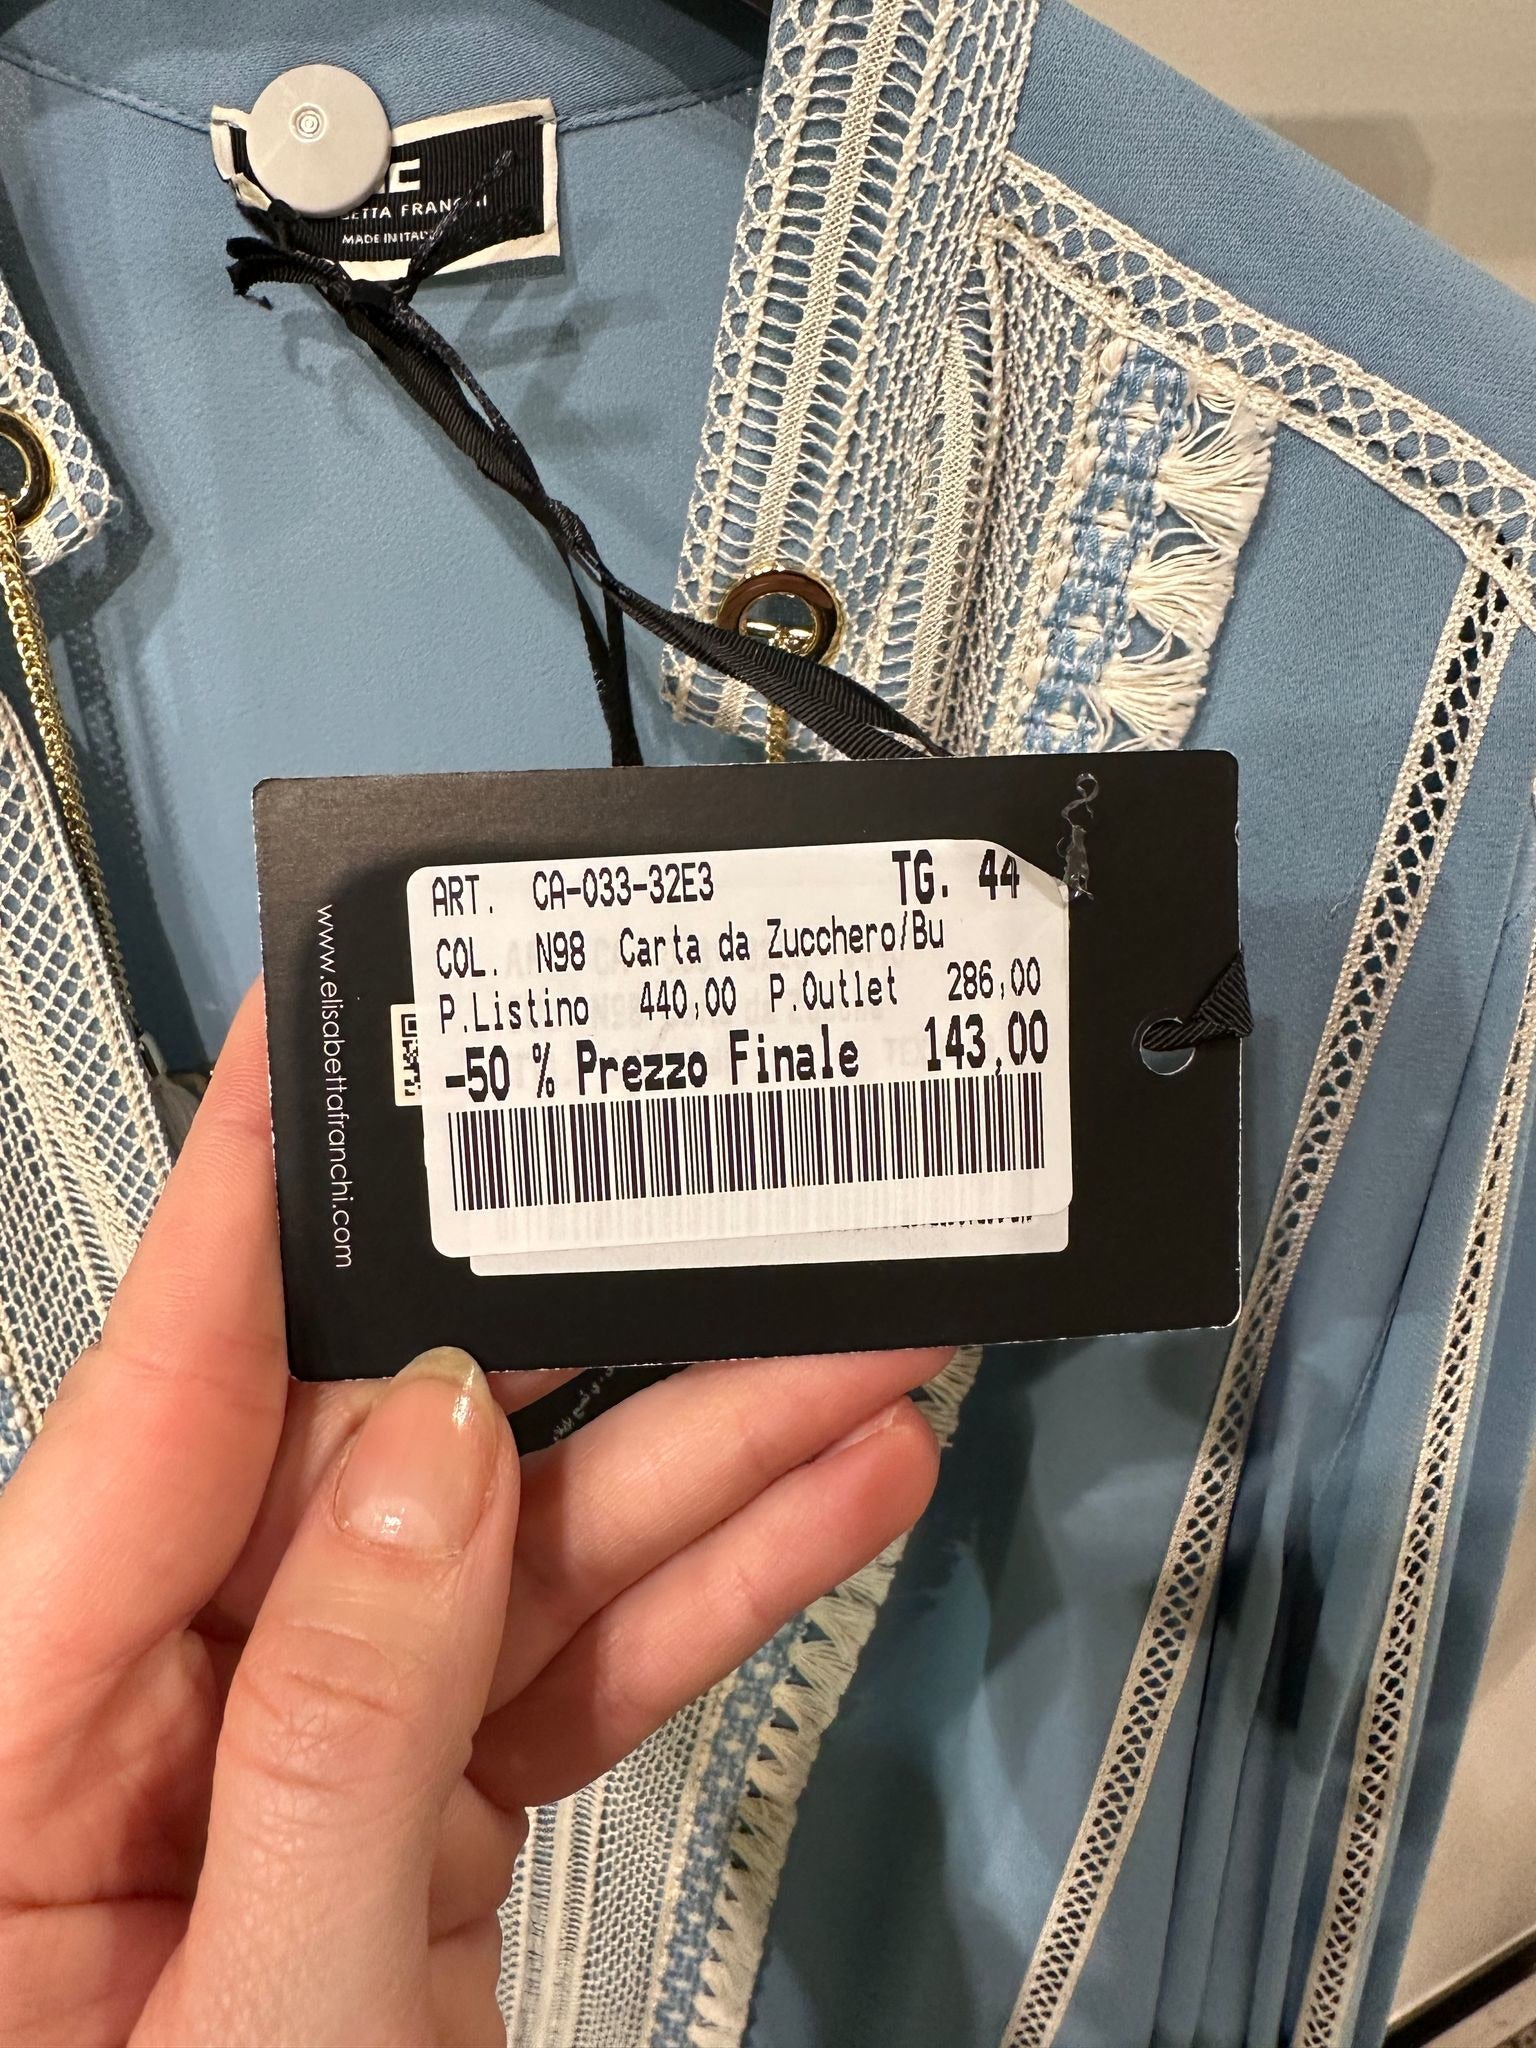 FRANCHI
MADE IN ITALY
www.elisabettafranchi.com
ART. CA-033-32E3 TG. 44
COL. N98 Carta da Zucchero/Bu
P.Listino 440,00 P.Outlet 286,00
-50 % Prezzo Finale 143,00